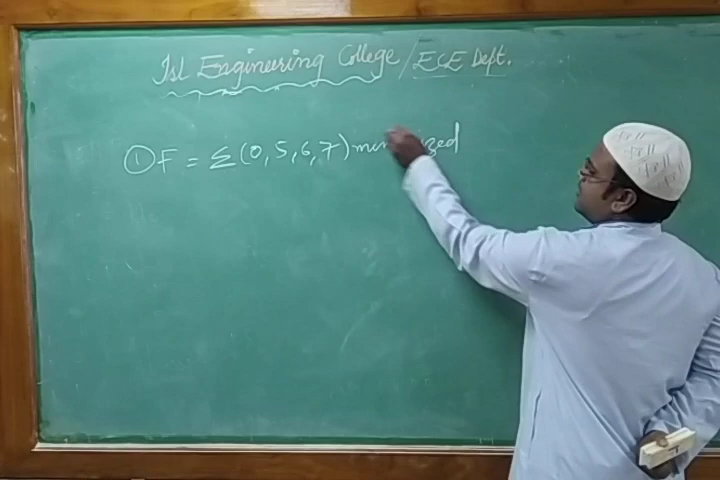 Isl Engineering College / ECE Dept.
① F = Σ (0, 5, 6, 7)